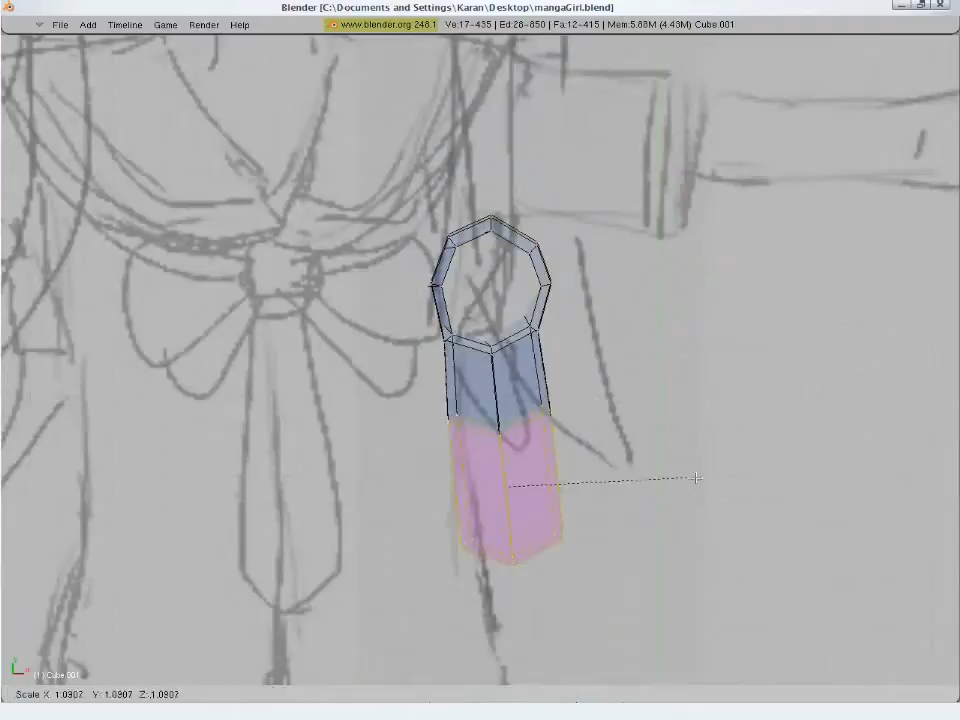 Blender [C:\Documents and Settings\Karan\Desktop\mangaGirl.blend]
File Add Timeline Game Render Help www.blender.org 248.1 Ve:17-435 | Ed:28-850 | Fa:12-415 | Mem:5.88M (4.43M) Cube.001
(1) Cube.001
Scale X: 1.0907 Y: 1.0907 Z: 1.0907